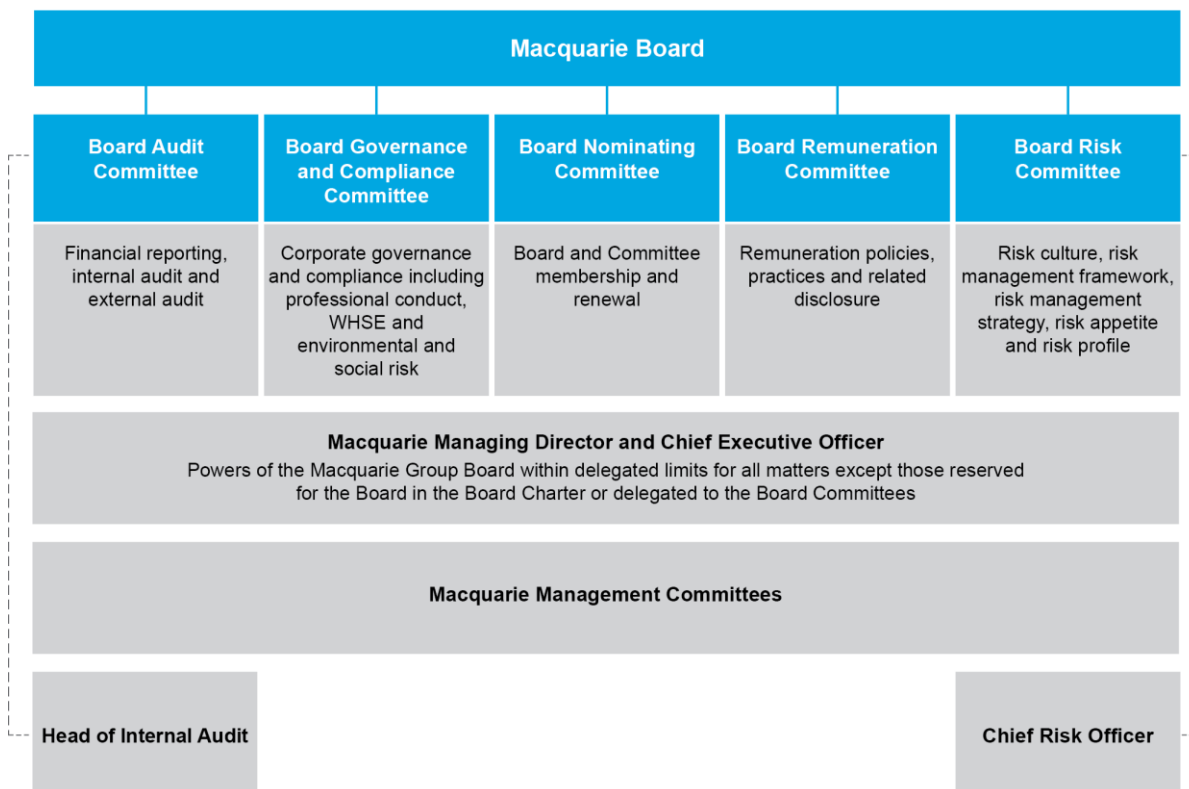 Macquarie Board
Board Audit
Committee
Financial reporting,
internal audit and
external audit
Board Governance
and Compliance
Committee
Corporate governance
and compliance including
professional conduct,
WHSE and
environmental and
social risk
Board Nominating
Committee
Board and Committee
membership and
renewal
Board Remuneration
Committee
Remuneration policies,
practices and related
disclosure
Board Risk
Committee
Risk culture, risk
management framework,
risk management
strategy, risk appetite
and risk profile
Macquarie Managing Director and Chief Executive Officer
Powers of the Macquarie Group Board within delegated limits for all matters except those reserved
for the Board in the Board Charter or delegated to the Board Committees
Macquarie Management Committees
Head of Internal Audit
Chief Risk Officer